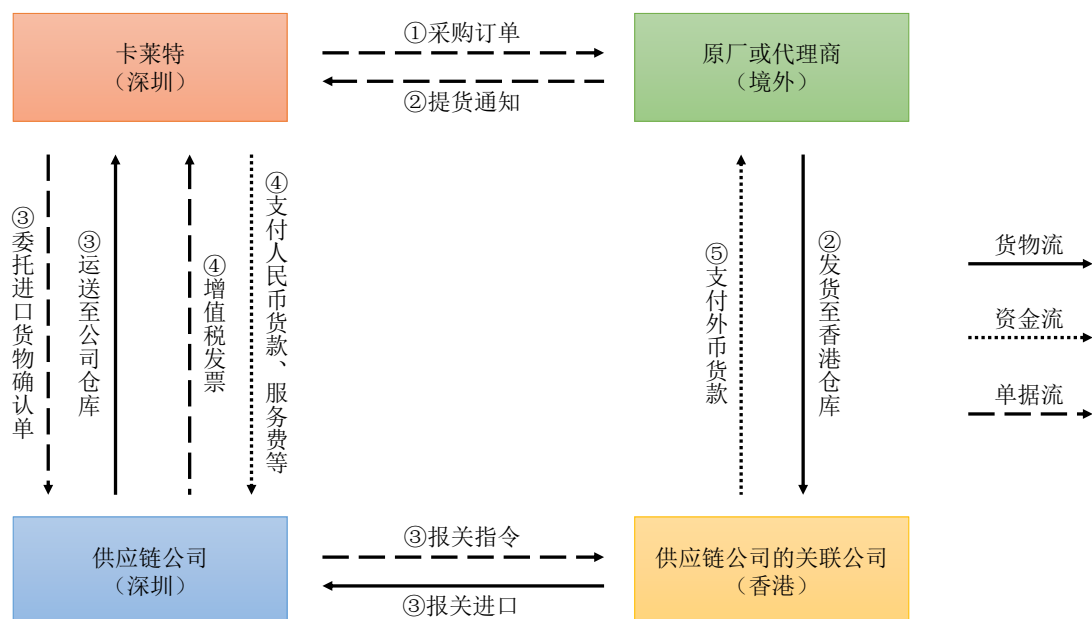 卡莱特
（深圳）
①采购订单
②提货通知
原厂或代理商
（境外）
③委托进口货物确认单
③运送至公司仓库
④增值税发票
④支付人民币货款、服务费等
⑤支付外币货款
②发货至香港仓库
货物流
资金流
单据流
供应链公司
（深圳）
③报关指令
③报关进口
供应链公司的关联公司
（香港）